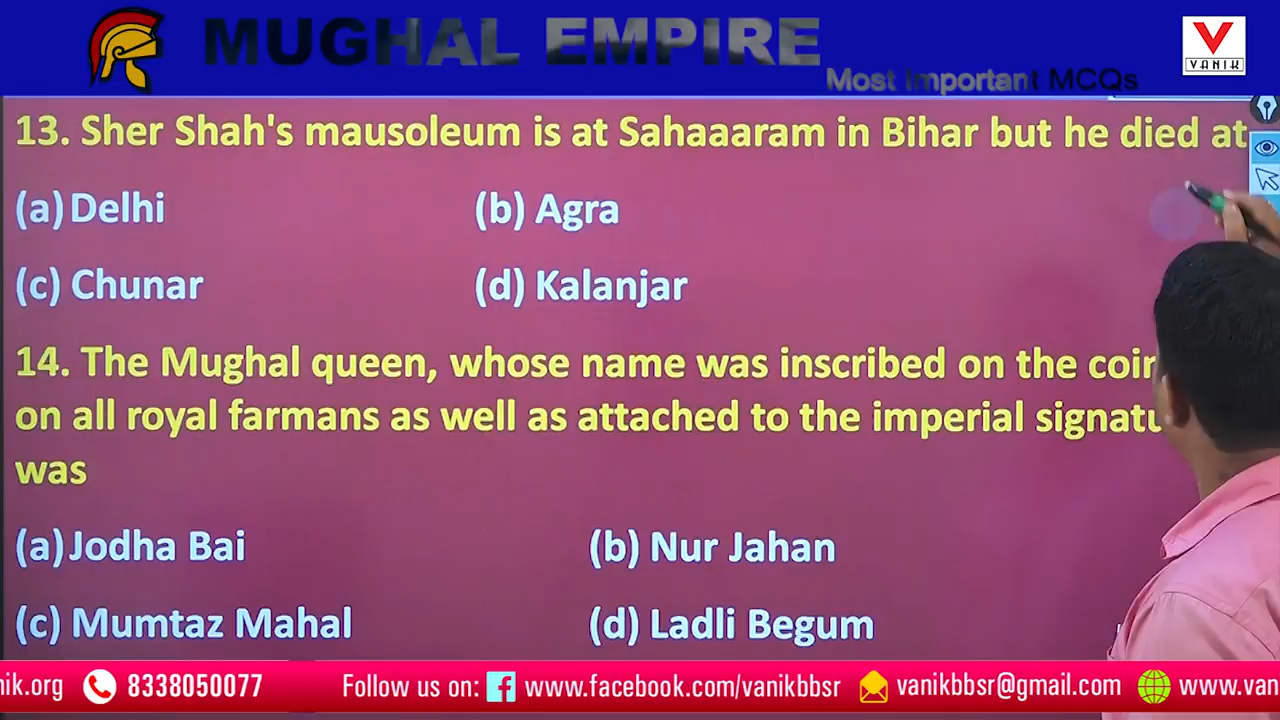 MUGHAL EMPIRE
Most Important MCQs
VANIK
13. Sher Shah's mausoleum is at Sahaaaram in Bihar but he died at
(a) Delhi (b) Agra
(c) Chunar (d) Kalanjar
14. The Mughal queen, whose name was inscribed on the
on all royal farmans as well as attached to the imperial
was
(a) Jodha Bai (b) Nur Jahan
(c) Mumtaz Mahal (d) Ladli Begum
nik.org 8338050077 Follow us on: www.facebook.com/vanikbbsr vanikbbsr@gmail.com www.van